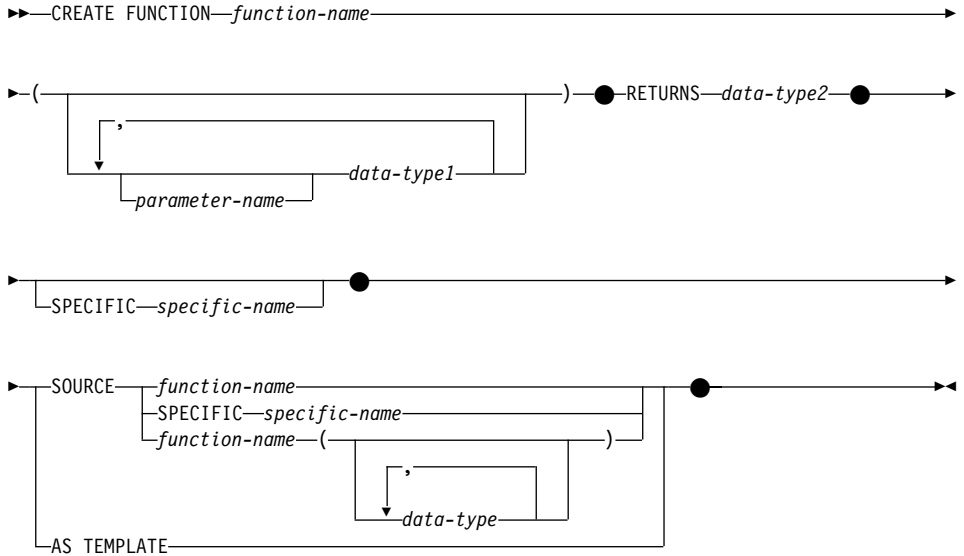 CREATE FUNCTION function-name
( ) RETURNS data-type2
,
data-type1
parameter-name
SPECIFIC specific-name
SOURCE function-name
SPECIFIC specific-name
function-name ( )
,
data-type
AS TEMPLATE